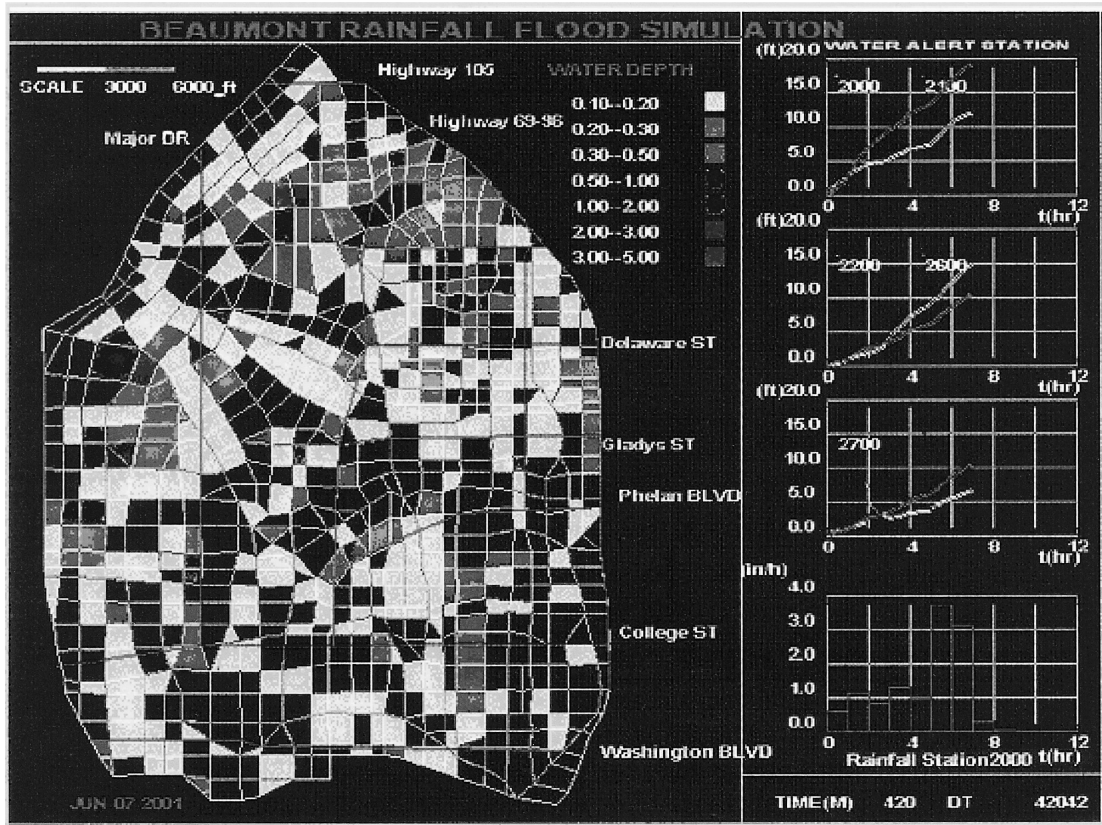 BEAUMONT RAINFALL FLOOD SIMULATION
SCALE 3000 6000_ft
Major DR
Highway 105
Highway 69-96
WATER DEPTH
0.10--0.20
0.20--0.30
0.30--0.50
0.50--1.00
1.00--2.00
2.00--3.00
3.00--5.00
Delaware ST
Gladys ST
Phelan BLVD
College ST
Washington BLVD
JUN 07 2001
WATER ALERT STATION
(ft)20.0
15.0
10.0
5.0
0.0
2000 2100
0 4 8 12
t(hr)
(ft)20.0
15.0
10.0
5.0
0.0
2200 2600
0 4 8 12
t(hr)
(ft)20.0
15.0
10.0
5.0
0.0
2700
0 4 8 12
t(hr)
(in/h)
4.0
3.0
2.0
1.0
0.0
0 4 8 12
Rainfall Station2000 t(hr)
TIME(M) 420 DT 42042